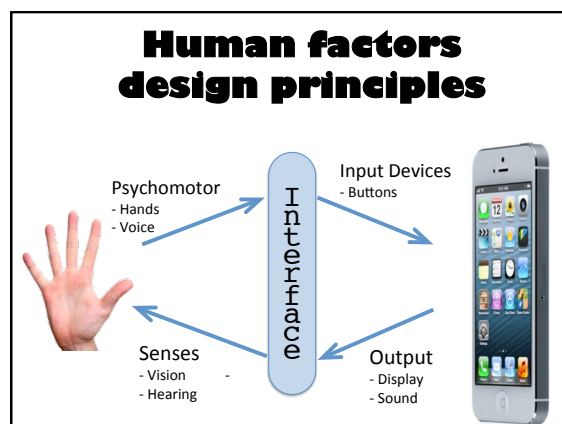 Human factors
design principles
Psychomotor
- Hands
- Voice
Interface
Input Devices
- Buttons
Senses
- Vision -
- Hearing
Output
- Display
- Sound